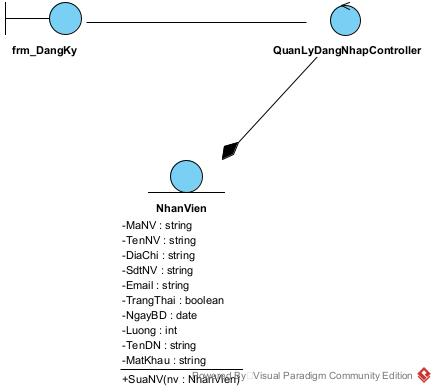 frm_DangKy
QuanLyDangNhapController
NhanVien
-MaNV : string
-TenNV : string
-DiaChi : string
-SdtNV : string
-Email : string
-TrangThai : boolean
-NgayBD : date
-Luong : int
-TenDN : string
-MatKhau : string
Powered By Visual Paradigm Community Edition
+SuaNV(nv : NhanVien)